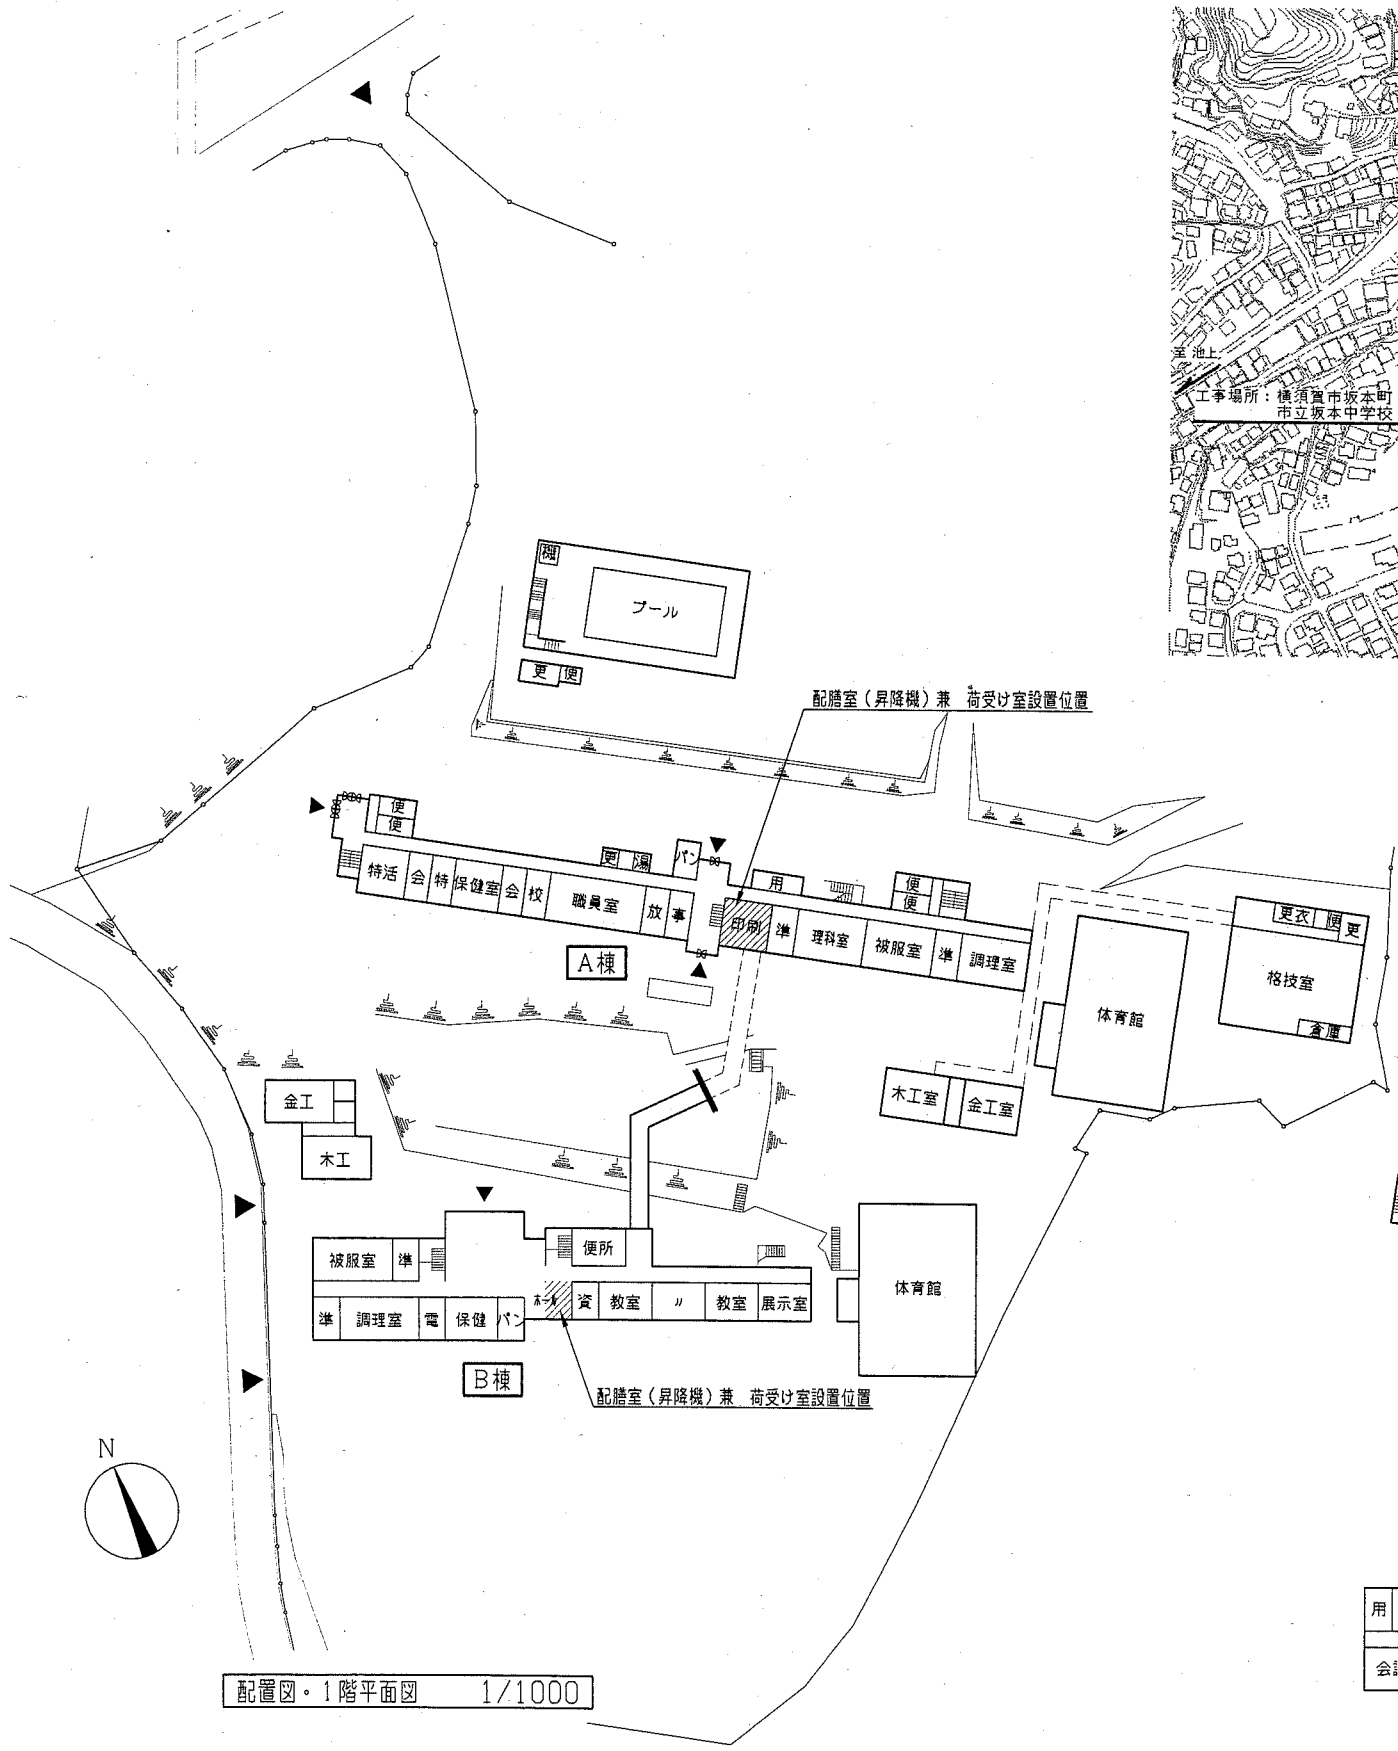 至 池上
工事場所：横須賀市坂本町
市立坂本中学校
機
プール
更 便
配膳室（昇降機）兼 荷受け室設置位置
便
便
更 湯
パン
用
便
便
特活 会 特 保健室 会 校 職員室 放 事
印刷 準 理科室 被服室 準 調理室
A棟
更衣 便 更
格技室
倉庫
体育館
木工室 金工室
金工
木工
被服室 準
便所
準 調理室 電 保健 パン
ホール 資 教室 〃 教室 展示室
体育館
B棟
配膳室（昇降機）兼 荷受け室設置位置
N
用
配置図・1階平面図 1/1000